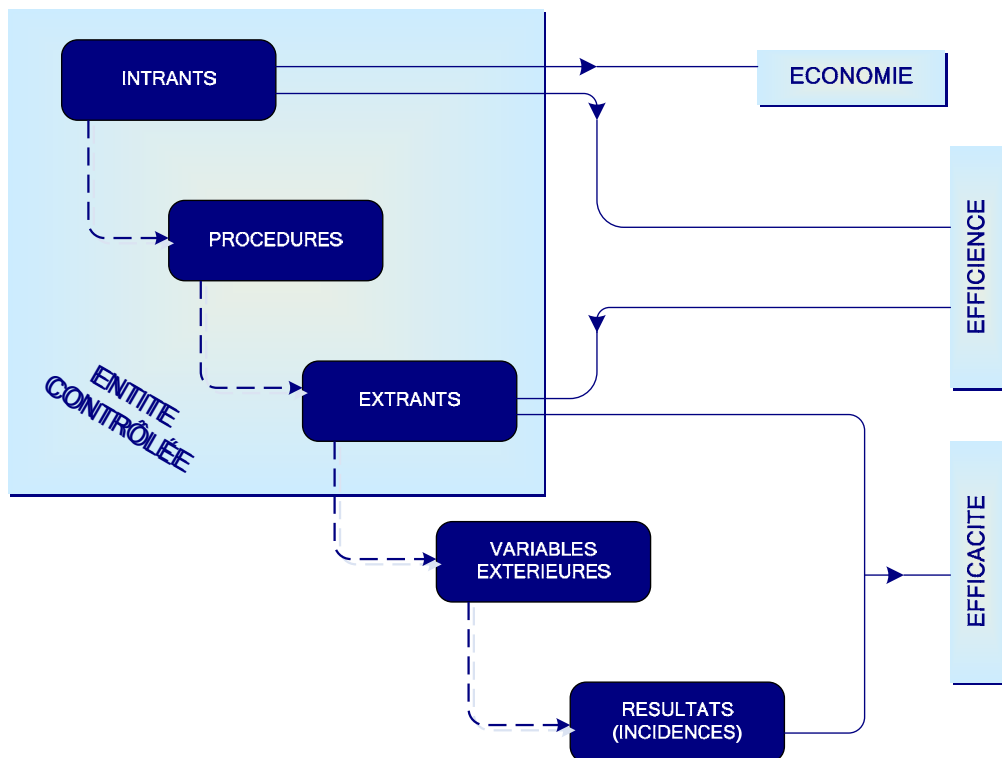 INTRANTS
ECONOMIE
PROCEDURES
EFFICIENCE
EXTRANTS
ENTITE
CONTRÔLÉE
VARIABLES
EXTERIEURES
EFFICACITE
RESULTATS
(INCIDENCES)